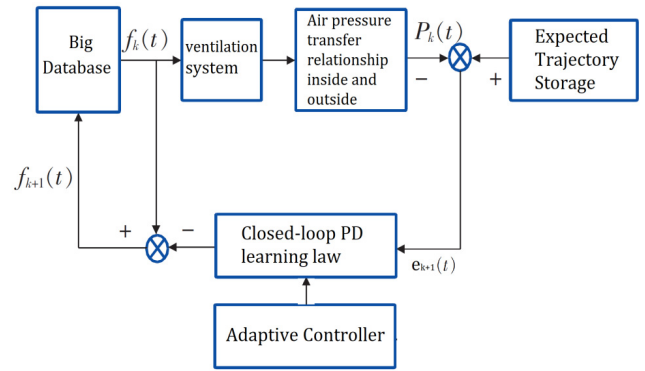 Big
Database
f_k(t)
ventilation
system
Air pressure
transfer
relationship
inside and
outside
P_k(t)
−
+
Expected
Trajectory
Storage
f_{k+1}(t)
+
−
Closed-loop PD
learning law
e_{k+1}(t)
Adaptive Controller